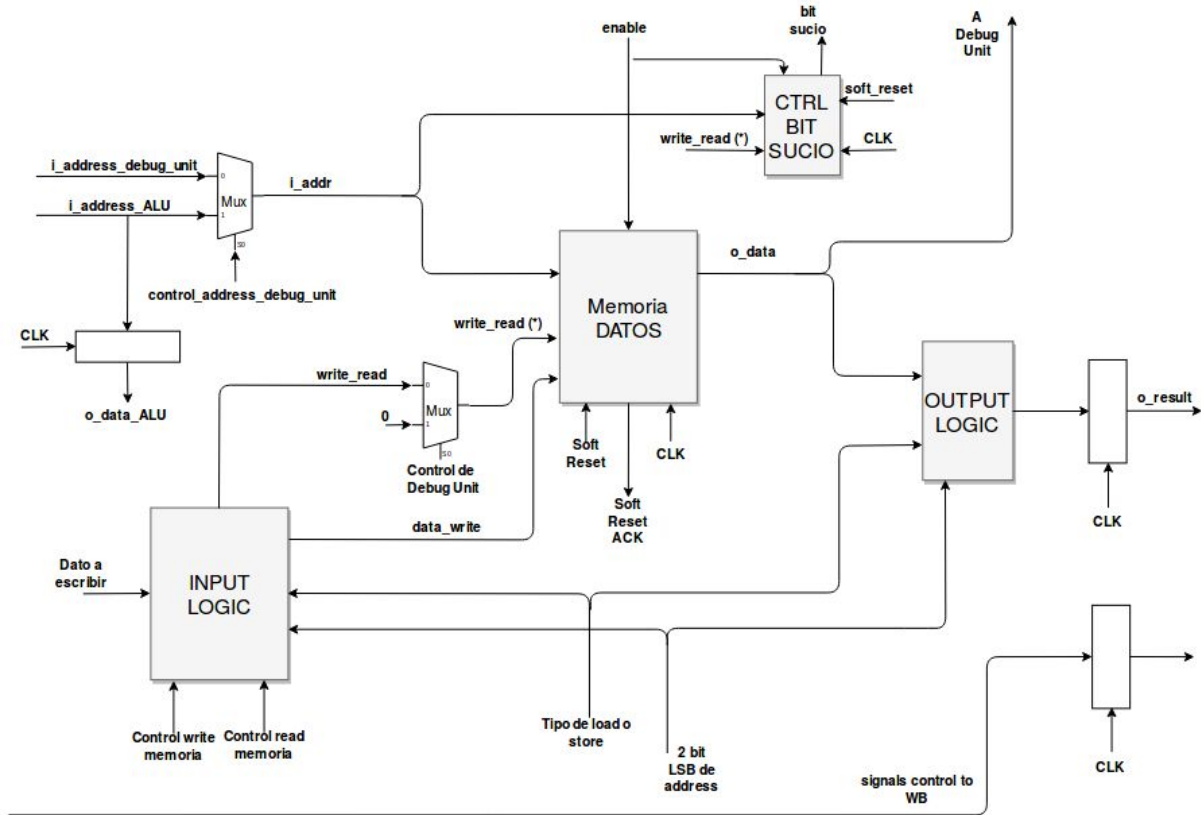 bit
sucio
A
Debug
Unit
enable
CTRL
BIT
SUCIO
soft_reset
write_read (*)
CLK
i_address_debug_unit
0
i_addr
Mux
i_address_ALU
1
S0
control_address_debug_unit
o_data
Memoria
DATOS
write_read (*)
CLK
write_read
0
Mux
0
1
S0
o_data_ALU
Control de
Debug Unit
Soft
Reset
CLK
OUTPUT
LOGIC
o_result
Soft
Reset
ACK
CLK
data_write
Dato a
escribir
INPUT
LOGIC
Tipo de load o
store
Control write
memoria
Control read
memoria
2 bit
LSB de
address
signals control to
WB
CLK